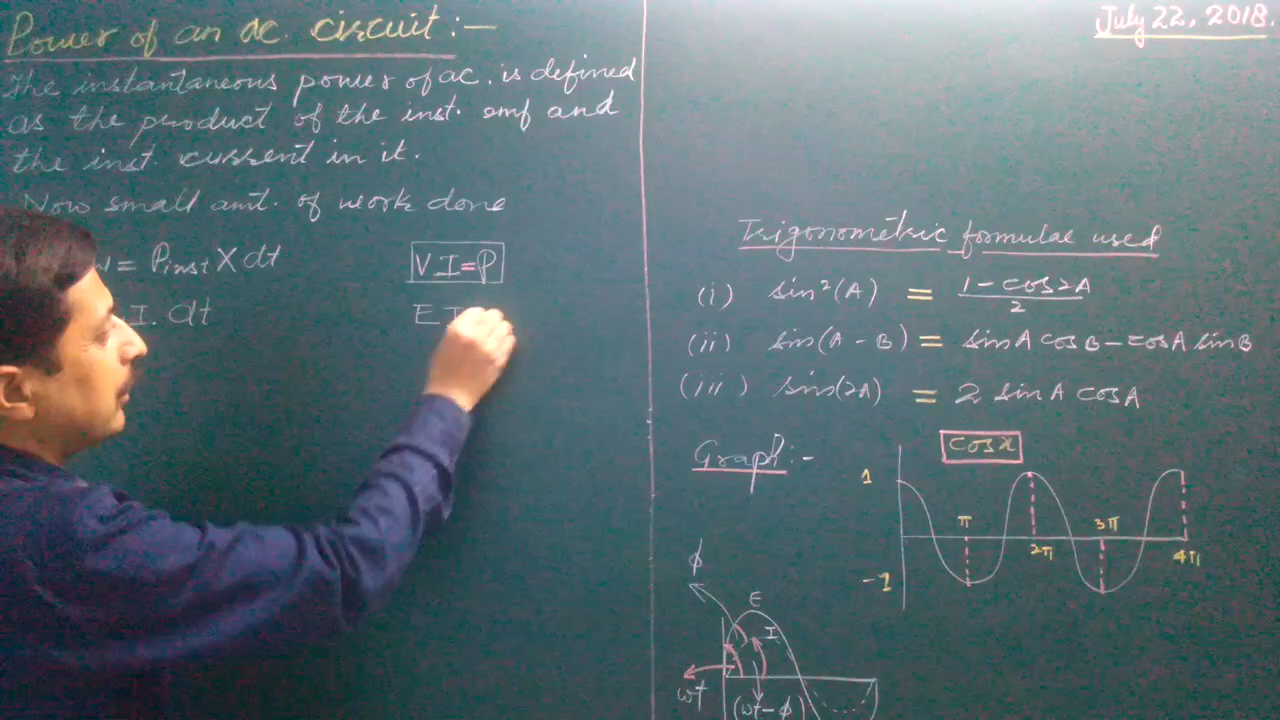 Power of an ac. circuit:-
July 22, 2018.
The instantaneous power of ac. is defined
as the product of the inst. emf and
the inst. current in it.
Now small amt. of work done
= Pinst X dt
I. dt
VI=P
E I
Trigonometric formulae used
(i) sin²(A) = 1-cos2A / 2
(ii) sin(A-B) = sinA cosB-cosA sinB
(iii) sin(2A) = 2 sinA cosA
Graph:-
cosx
1
π
3π
2π
4π
-1
φ
E
I
ωt
(ωt-φ)